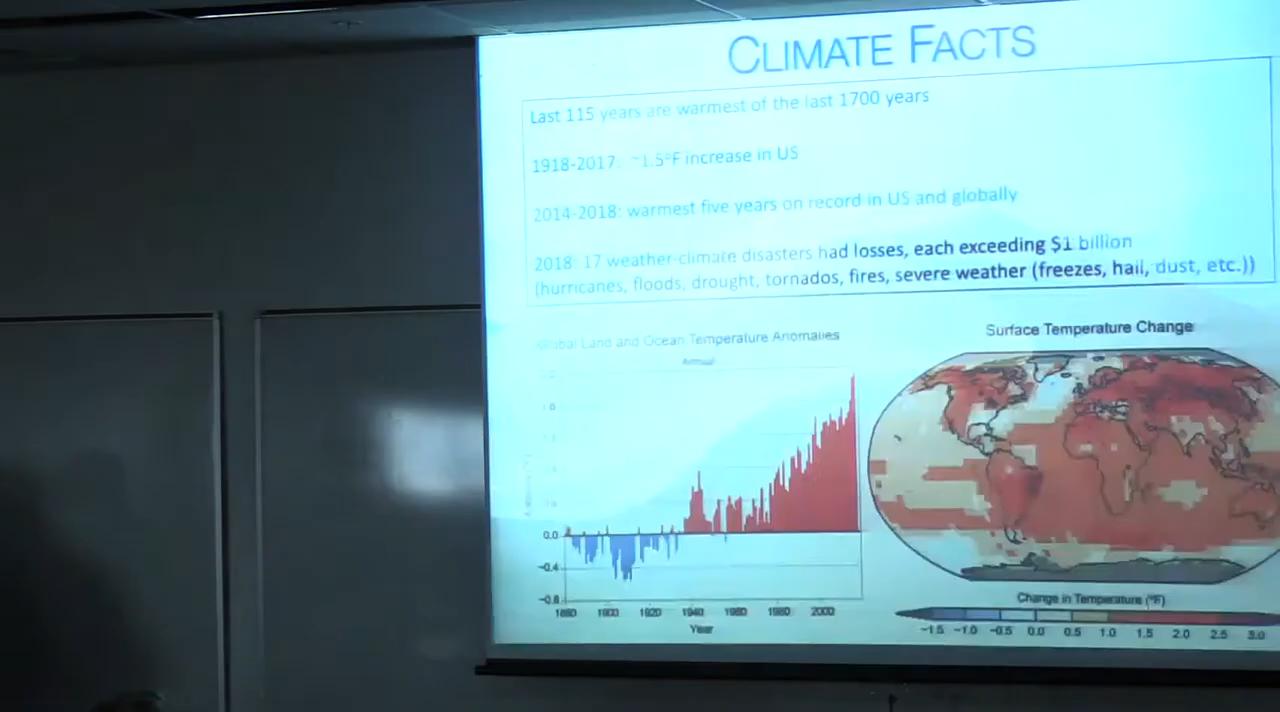 CLIMATE FACTS
Last 115 years are warmest of the last 1700 years
1918-2017: ~1.5°F increase in US
2014-2018: warmest five years on record in US and globally
2018: 17 weather-climate disasters had losses, each exceeding $1 billion
(hurricanes, floods, drought, tornados, fires, severe weather (freezes, hail, dust, etc.))
Global Land and Ocean Temperature Anomalies
Annual
0.0
-0.4
-0.8
1880 1900 1920 1940 1960 1980 2000
Year
Surface Temperature Change
Change in Temperature (°F)
-1.5 -1.0 -0.5 0.0 0.5 1.0 1.5 2.0 2.5 3.0